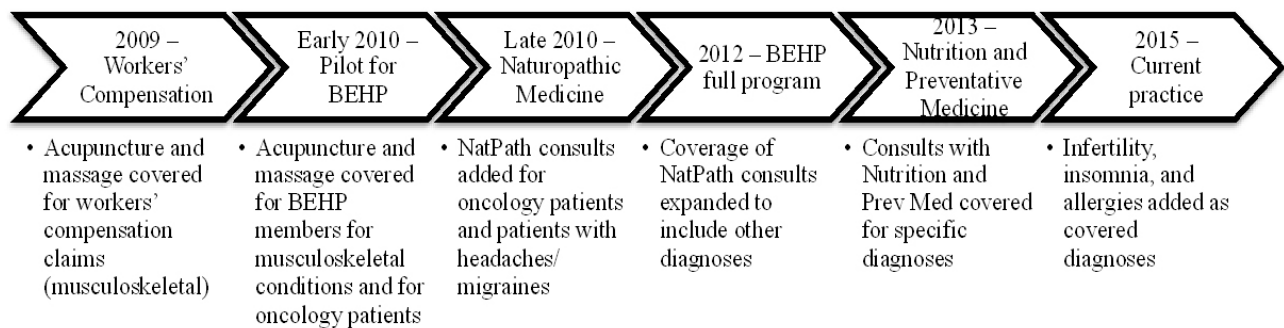 2009 –
Workers'
Compensation
Early 2010 –
Pilot for
BEHP
Late 2010 –
Naturopathic
Medicine
2012 – BEHP
full program
2013 –
Nutrition and
Preventative
Medicine
2015 –
Current
practice
• Acupuncture and
massage covered
for workers'
compensation
claims
(musculoskeletal)
• Acupuncture and
massage covered
for BEHP
members for
musculoskeletal
conditions and for
oncology patients
• NatPath consults
added for
oncology patients
and patients with
headaches/
migraines
• Coverage of
NatPath consults
expanded to
include other
diagnoses
• Consults with
Nutrition and
Prev Med covered
for specific
diagnoses
• Infertility,
insomnia, and
allergies added as
covered
diagnoses